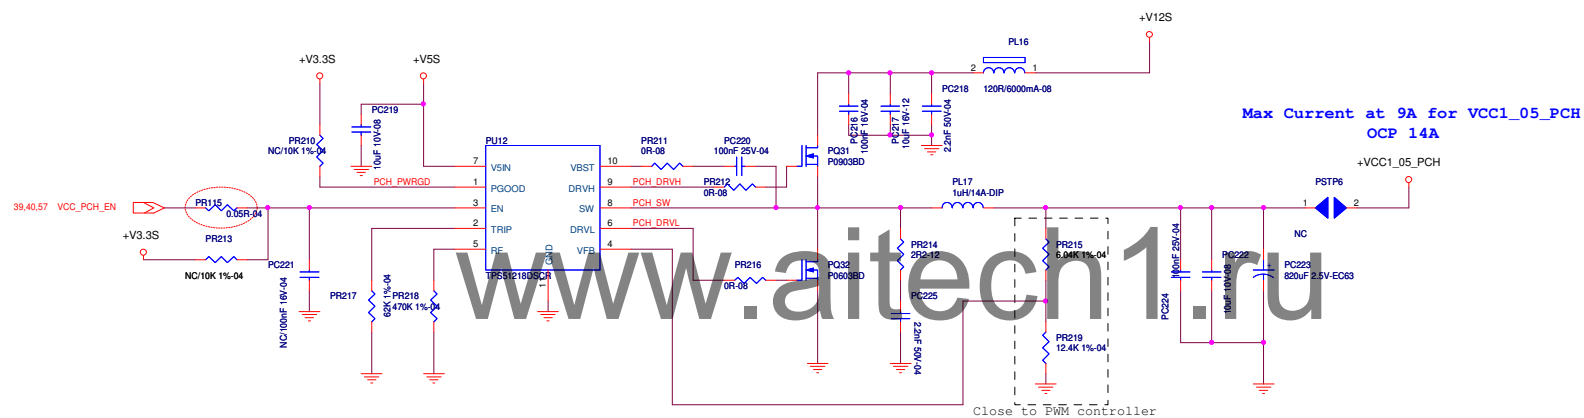 +V12S
PL16
2
1
120R/6000mA-08
+V3.3S
+V5S
PC219
10uF 10V-08
PC216
100nF 16V-04
PC217
10uF 16V-12
PC218
2.2nF 50V-04
Max Current at 9A for VCC1_05_PCH
OCP 14A
PR210
NC/10K 1%-04
PU12
PR211
0R-08
PC220
100nF 25V-04
PQ31
P0903BD
+VCC1_05_PCH
7
V5IN
VBST
10
PCH_PWRGD
1
PGOOD
DRVH
9
PCH_DRVH
PR212
0R-08
PL17
1uH/14A-DIP
PSTP6
1
2
NC
39,40,57
VCC_PCH_EN
PR115
0.05R-04
3
EN
SW
8
PCH_SW
2
TRIP
DRVL
6
PCH_DRVL
5
RF
VFB
4
GND
TPS51218DSCR
+V3.3S
PR213
NC/10K 1%-04
PC221
NC/100nF 16V-04
PR217
62K 1%-04
PR218
470K 1%-04
PR216
0R-08
PQ32
P0603BD
PR214
2R2-12
PC225
2.2nF 50V-04
PR215
6.04K 1%-04
PR219
12.4K 1%-04
100nF 25V-04
PC224
PC222
10uF 10V-08
PC223
820uF 2.5V-EC63
www.aitech1.ru
Close to PWM controller